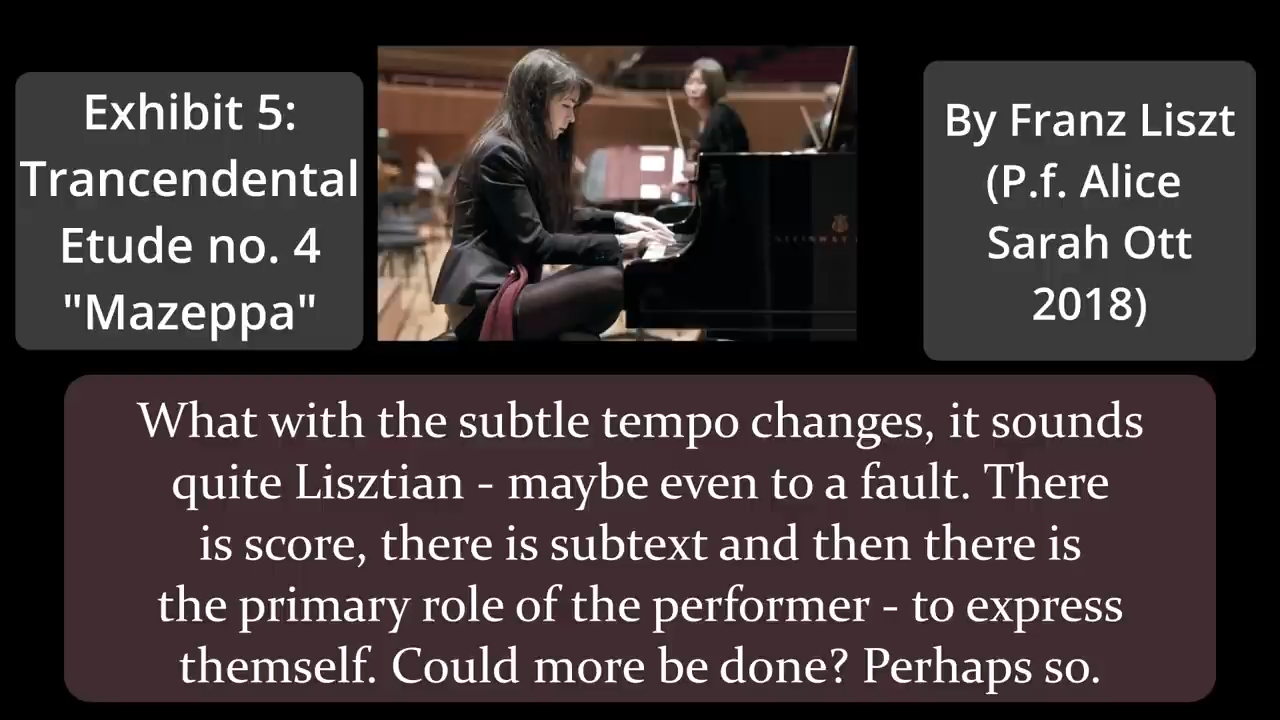 Exhibit 5:
Trancendental
Etude no. 4
"Mazeppa"
By Franz Liszt
(P.f. Alice
Sarah Ott
2018)
STEINWAY
What with the subtle tempo changes, it sounds
quite Lisztian - maybe even to a fault. There
is score, there is subtext and then there is
the primary role of the performer - to express
themself. Could more be done? Perhaps so.